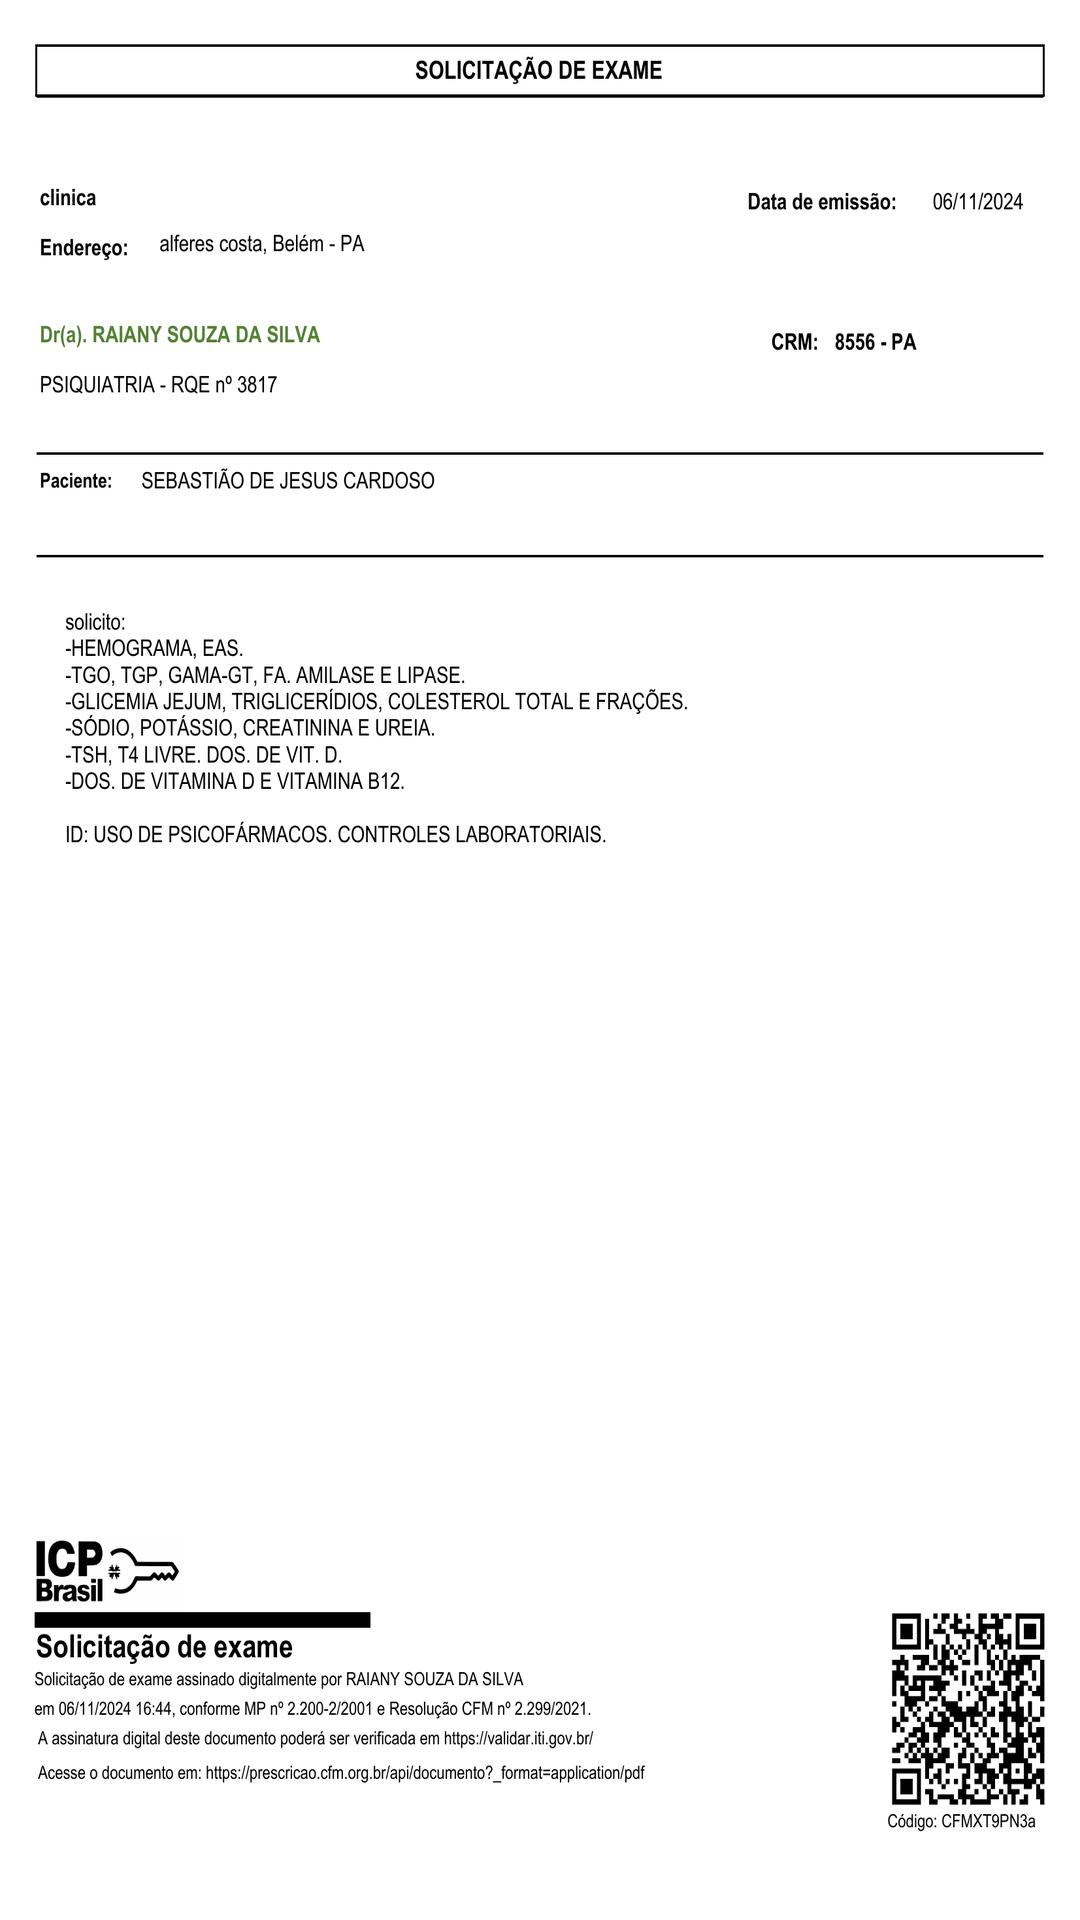 SOLICITAÇÃO DE EXAME
clinica
Data de emissão: 06/11/2024
Endereço: alferes costa, Belém - PA
Dr(a). RAIANY SOUZA DA SILVA
CRM: 8556 - PA
PSIQUIATRIA - RQE nº 3817
Paciente: SEBASTIÃO DE JESUS CARDOSO
solicito:
-HEMOGRAMA, EAS.
-TGO, TGP, GAMA-GT, FA. AMILASE E LIPASE.
-GLICEMIA JEJUM, TRIGLICERÍDIOS, COLESTEROL TOTAL E FRAÇÕES.
-SÓDIO, POTÁSSIO, CREATININA E UREIA.
-TSH, T4 LIVRE. DOS. DE VIT. D.
-DOS. DE VITAMINA D E VITAMINA B12.
ID: USO DE PSICOFÁRMACOS. CONTROLES LABORATORIAIS.
ICP
Brasil
Solicitação de exame
Solicitação de exame assinado digitalmente por RAIANY SOUZA DA SILVA
em 06/11/2024 16:44, conforme MP nº 2.200-2/2001 e Resolução CFM nº 2.299/2021.
A assinatura digital deste documento poderá ser verificada em https://validar.iti.gov.br/
Acesse o documento em: https://prescricao.cfm.org.br/api/documento?_format=application/pdf
Código: CFMXT9PN3a